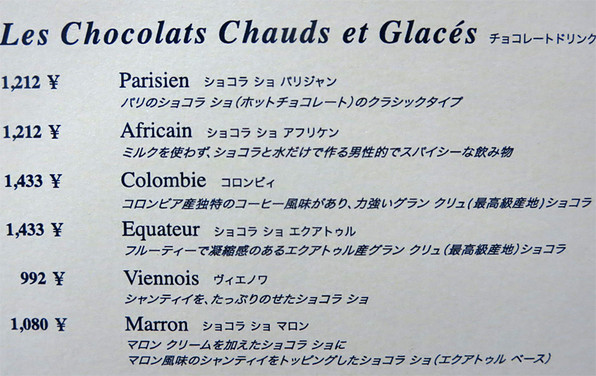 Les Chocolats Chauds et Glacés チョコレートドリンク
1,212 ¥ Parisien ショコラ ショ パリジャン
パリのショコラ ショ（ホットチョコレート）のクラシックタイプ
1,212 ¥ Africain ショコラ ショ アフリケン
ミルクを使わず、ショコラと水だけで作る男性的でスパイシーな飲み物
1,433 ¥ Colombie コロンビィ
コロンビア産独特のコーヒー風味があり、力強いグラン クリュ（最高級産地）ショコラ
1,433 ¥ Equateur ショコラ ショ エクアトゥル
フルーティーで凝縮感のあるエクアトゥル産グラン クリュ（最高級産地）ショコラ
992 ¥ Viennois ヴィエノワ
シャンティイを、たっぷりのせたショコラ ショ
1,080 ¥ Marron ショコラ ショ マロン
マロン クリームを加えたショコラ ショに
マロン風味のシャンティイをトッピングしたショコラ ショ（エクアトゥル ベース）